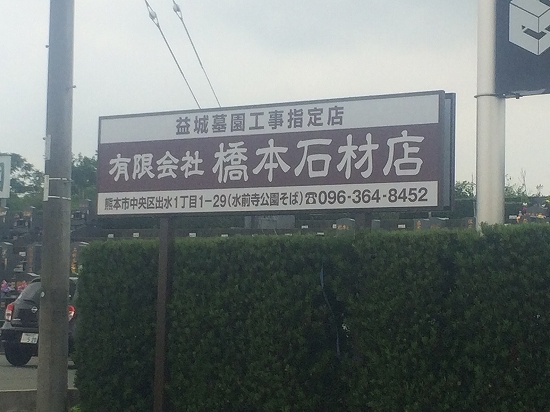 益城墓園工事指定店
有限会社 橋本石材店
熊本市中央区出水1丁目1-29(水前寺公園そば)☎096-364-8452